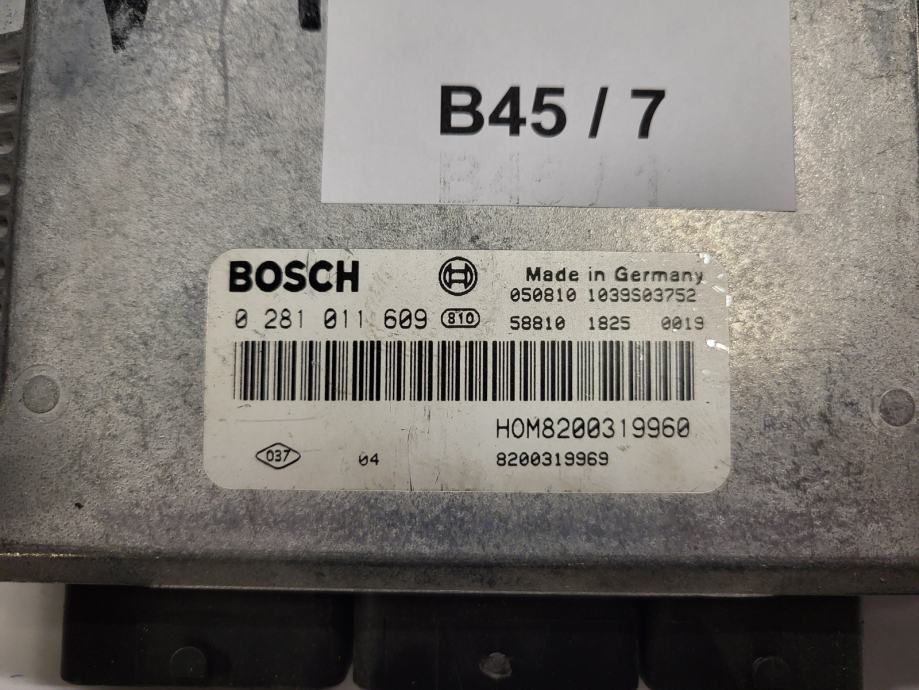 B45 / 7
BOSCH
Made in Germany
050810 1039S03752
0 281 011 609 810
58810 1825 0019
HOM8200319960
037 04
8200319969